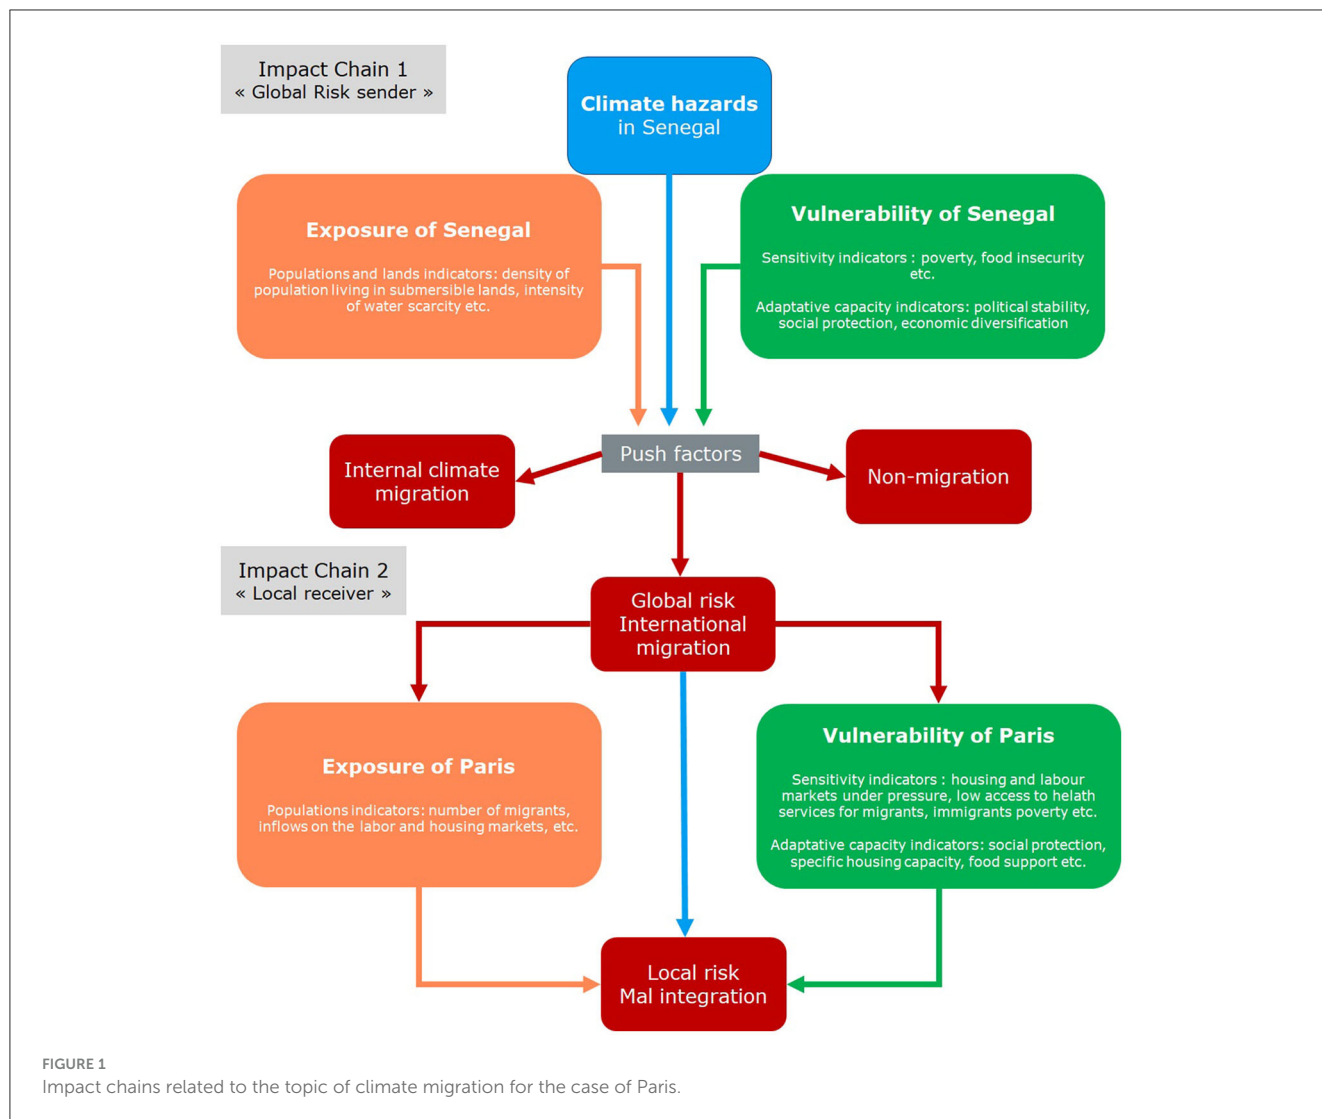 Impact Chain 1
« Global Risk sender »
Climate hazards
in Senegal
Exposure of Senegal
Populations and lands indicators: density of
population living in submersible lands, intensity
of water scarcity etc.
Vulnerability of Senegal
Sensitivity indicators : poverty, food insecurity
etc.
Adaptative capacity indicators: political stability,
social protection, economic diversification
Push factors
Internal climate
migration
Non-migration
Impact Chain 2
« Local receiver »
Global risk
International
migration
Exposure of Paris
Populations indicators: number of migrants,
inflows on the labor and housing markets, etc.
Vulnerability of Paris
Sensitivity indicators : housing and labour
markets under pressure, low access to helath
services for migrants, immigrants poverty etc.
Adaptative capacity indicators: social protection,
specific housing capacity, food support etc.
Local risk
Mal integration
FIGURE 1
Impact chains related to the topic of climate migration for the case of Paris.